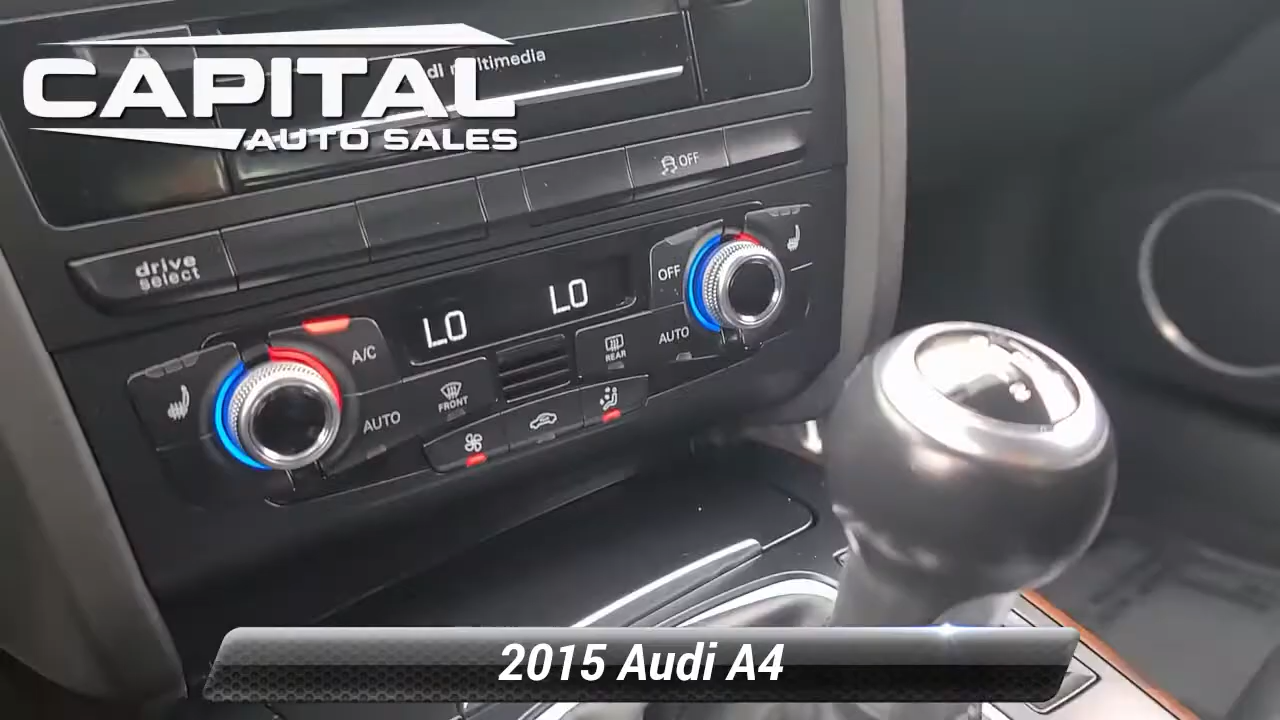 CAPITAL
AUTO SALES
di multimedia
OFF
drive
select
LO
LO
OFF
A/C
AUTO
FRONT
REAR
AUTO
2015 Audi A4